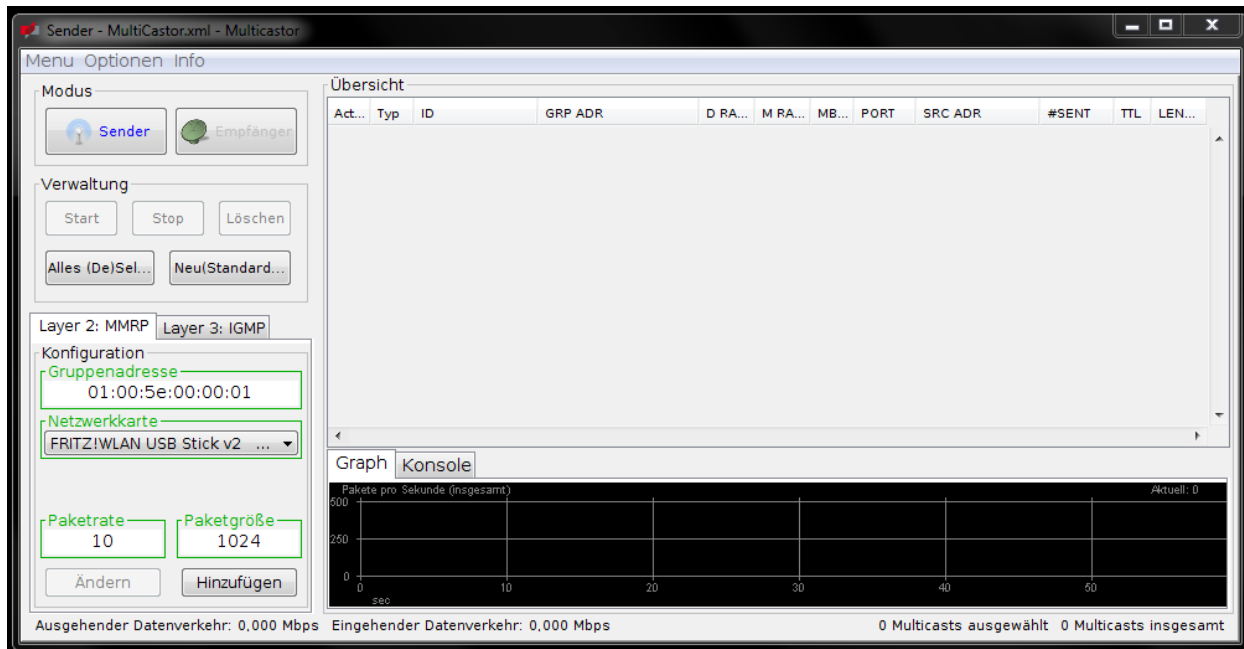 Sender - MultiCastor.xml - Multicastor
Menu Optionen Info
Modus
Sender Empfänger
Verwaltung
Start Stop Löschen
Alles (De)Sel... Neu(Standard...
Layer 2: MMRP Layer 3: IGMP
Konfiguration
Gruppenadresse
01:00:5e:00:00:01
Netzwerkkarte
FRITZ!WLAN USB Stick v2 ...
Paketrate Paketgröße
10 1024
Ändern Hinzufügen
Übersicht
Act... Typ ID GRP ADR D RA... M RA... MB... PORT SRC ADR #SENT TTL LEN...
Graph Konsole
Pakete pro Sekunde (insgesamt) Aktuell: 0
500
250
0
0 10 20 30 40 50
sec
Ausgehender Datenverkehr: 0,000 Mbps Eingehender Datenverkehr: 0,000 Mbps 0 Multicasts ausgewählt 0 Multicasts insgesamt